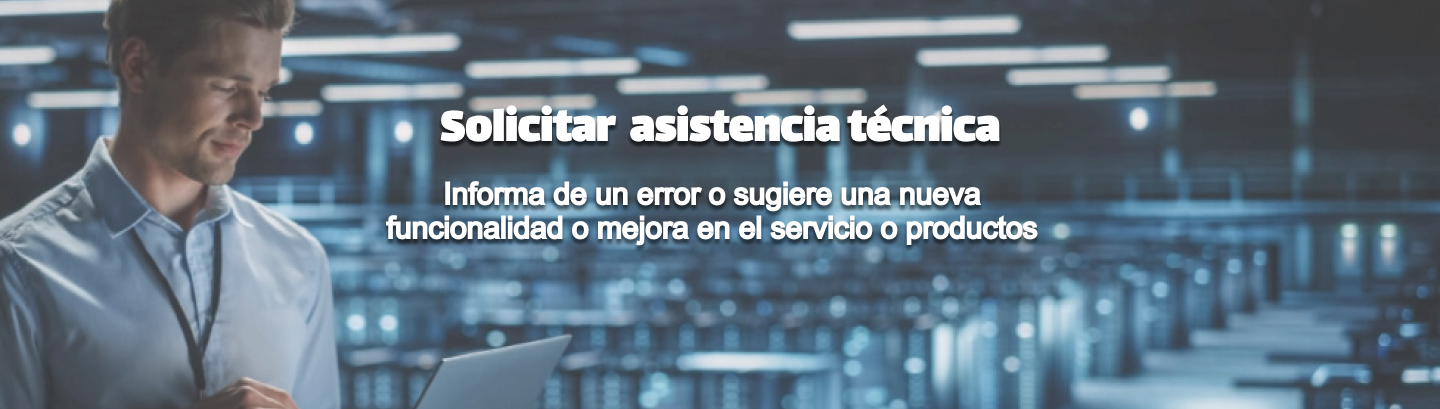 Solicitar asistencia técnica
Informa de un error o sugiere una nueva
funcionalidad o mejora en el servicio o productos